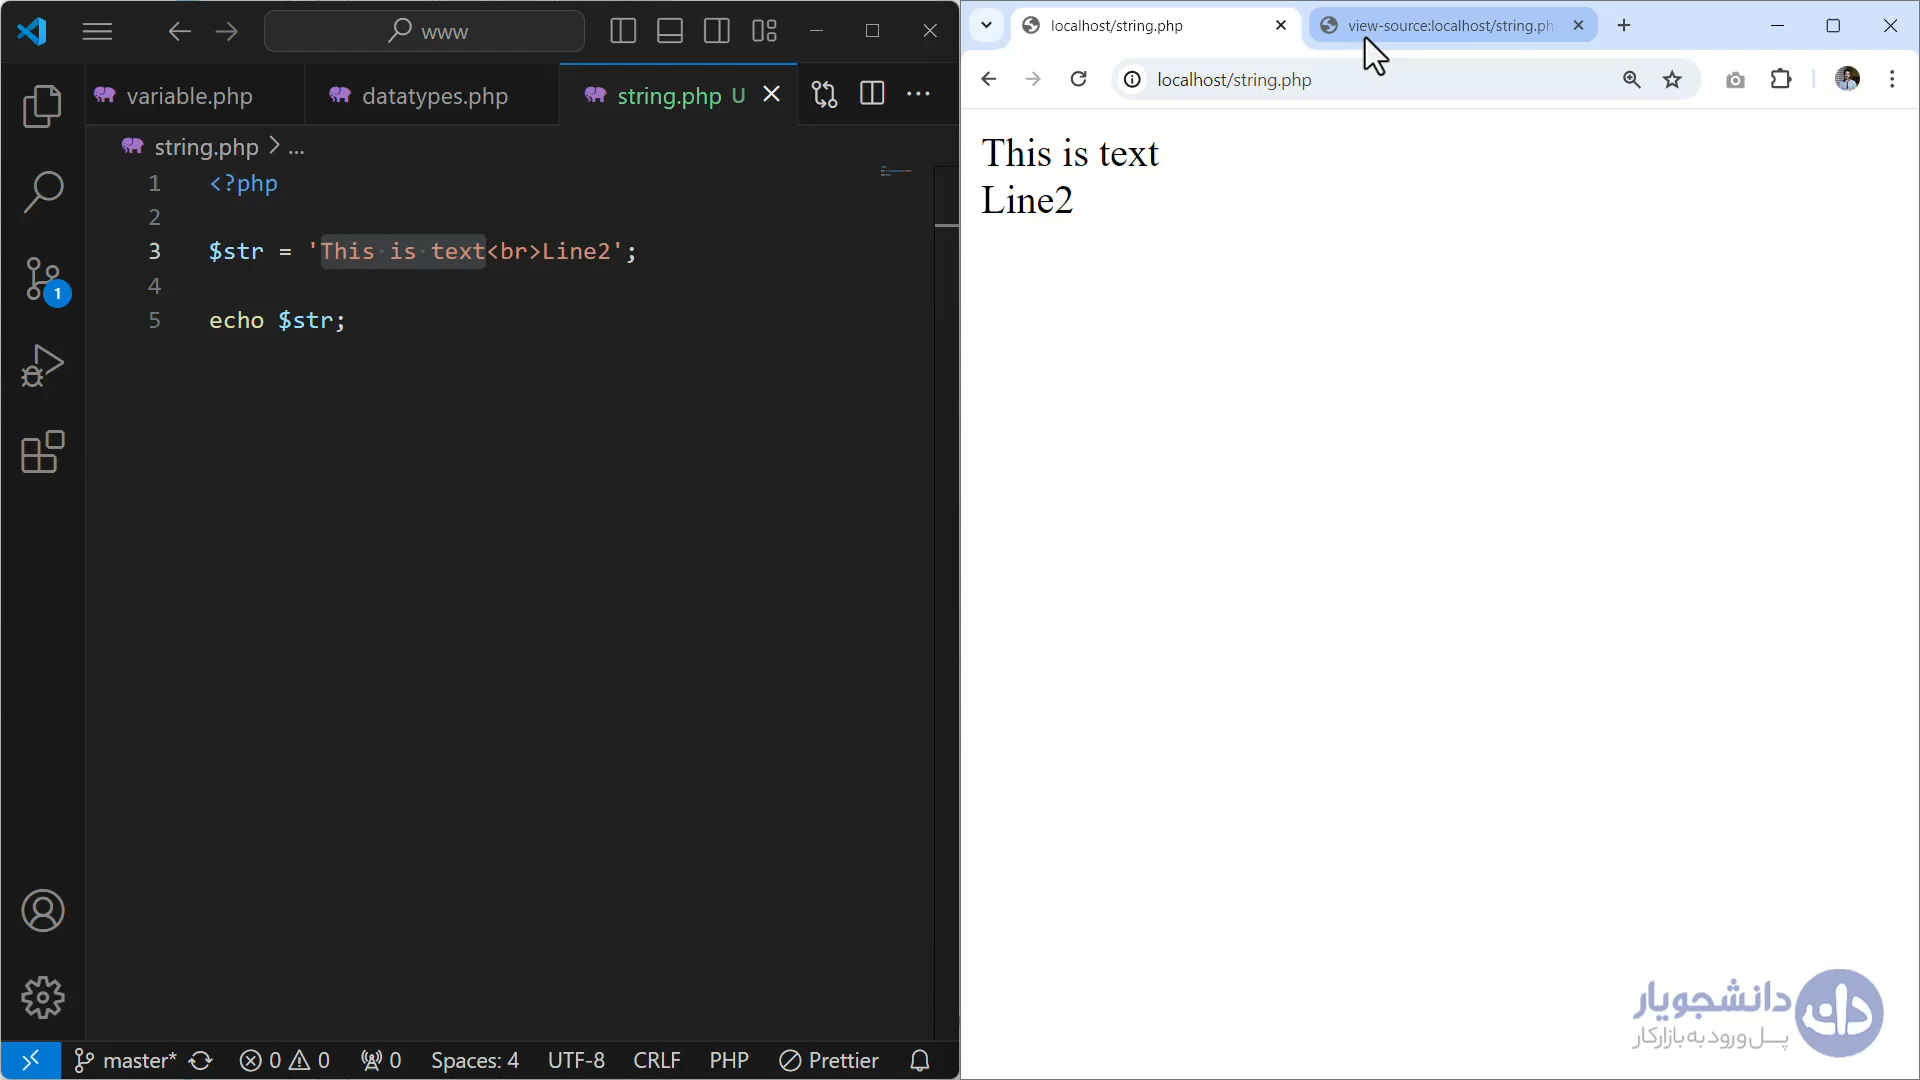 www
variable.php
datatypes.php
string.php U
string.php > ...
1 <?php
2
3 $str = 'This is text<br>Line2';
4
5 echo $str;
1
master*
0 0
0
Spaces: 4
UTF-8
CRLF
PHP
Prettier
localhost/string.php
view-source:localhost/string.ph
localhost/string.php
This is text
Line2
دانشجویار
پل ورود به بازار کار